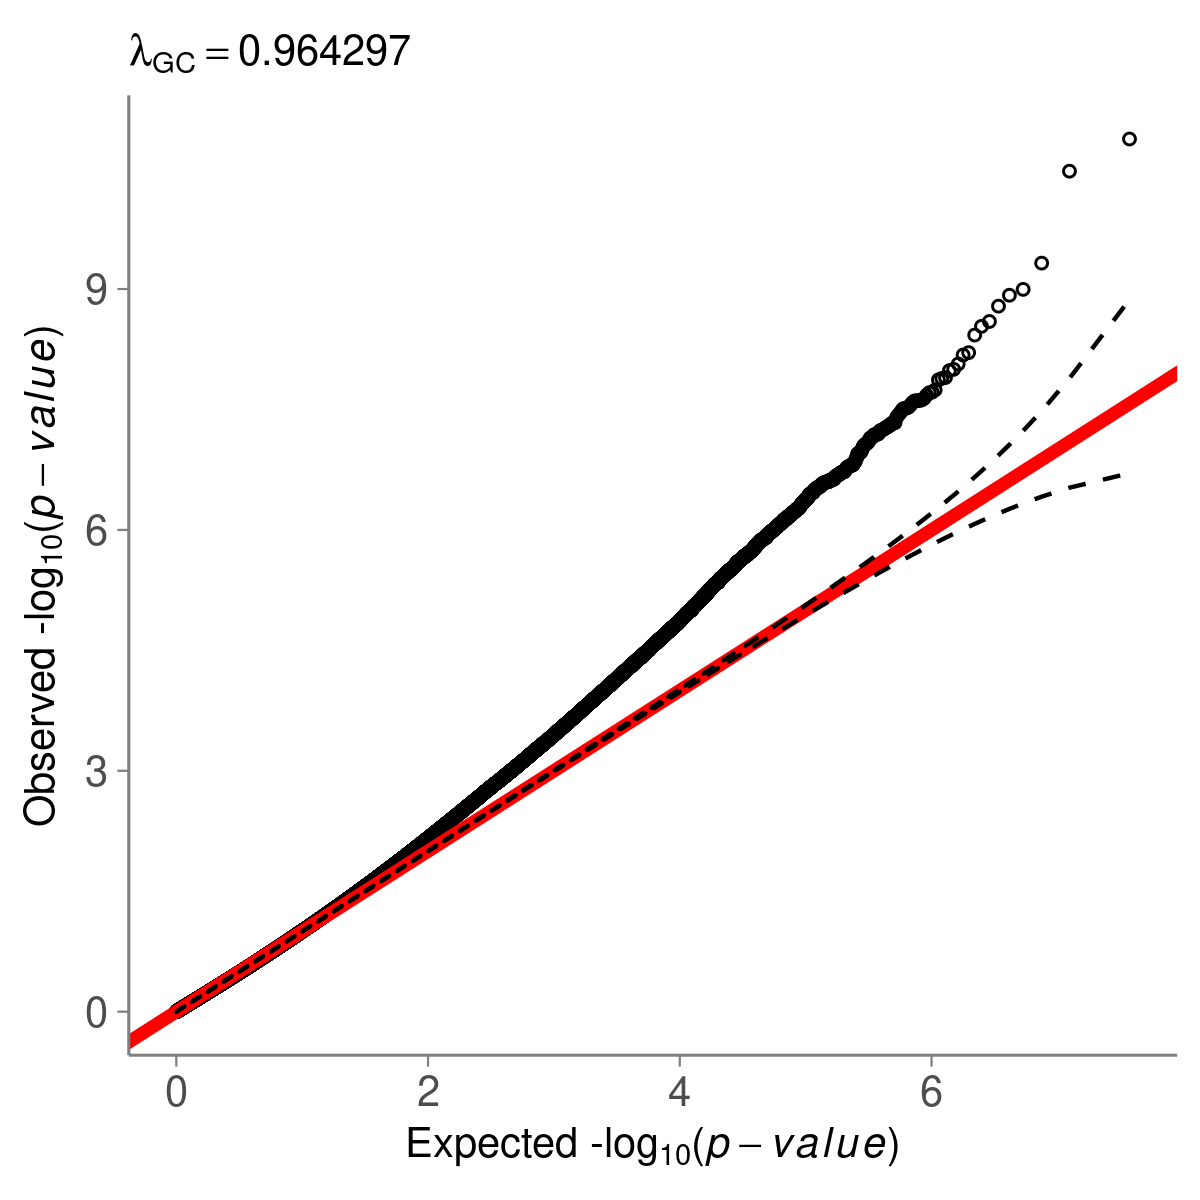 λGC = 0.964297
Observed -log10(p − value)
9
6
3
0
0 2 4 6
Expected -log10(p − value)